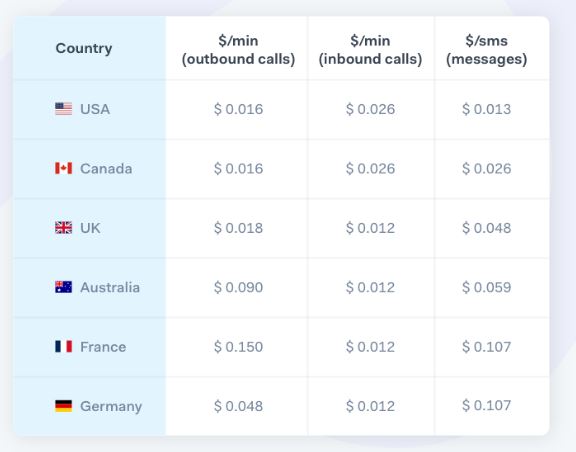 Country $/min (outbound calls) $/min (inbound calls) $/sms (messages)
USA $ 0.016 $ 0.026 $ 0.013
Canada $ 0.016 $ 0.026 $ 0.026
UK $ 0.018 $ 0.012 $ 0.048
Australia $ 0.090 $ 0.012 $ 0.059
France $ 0.150 $ 0.012 $ 0.107
Germany $ 0.048 $ 0.012 $ 0.107